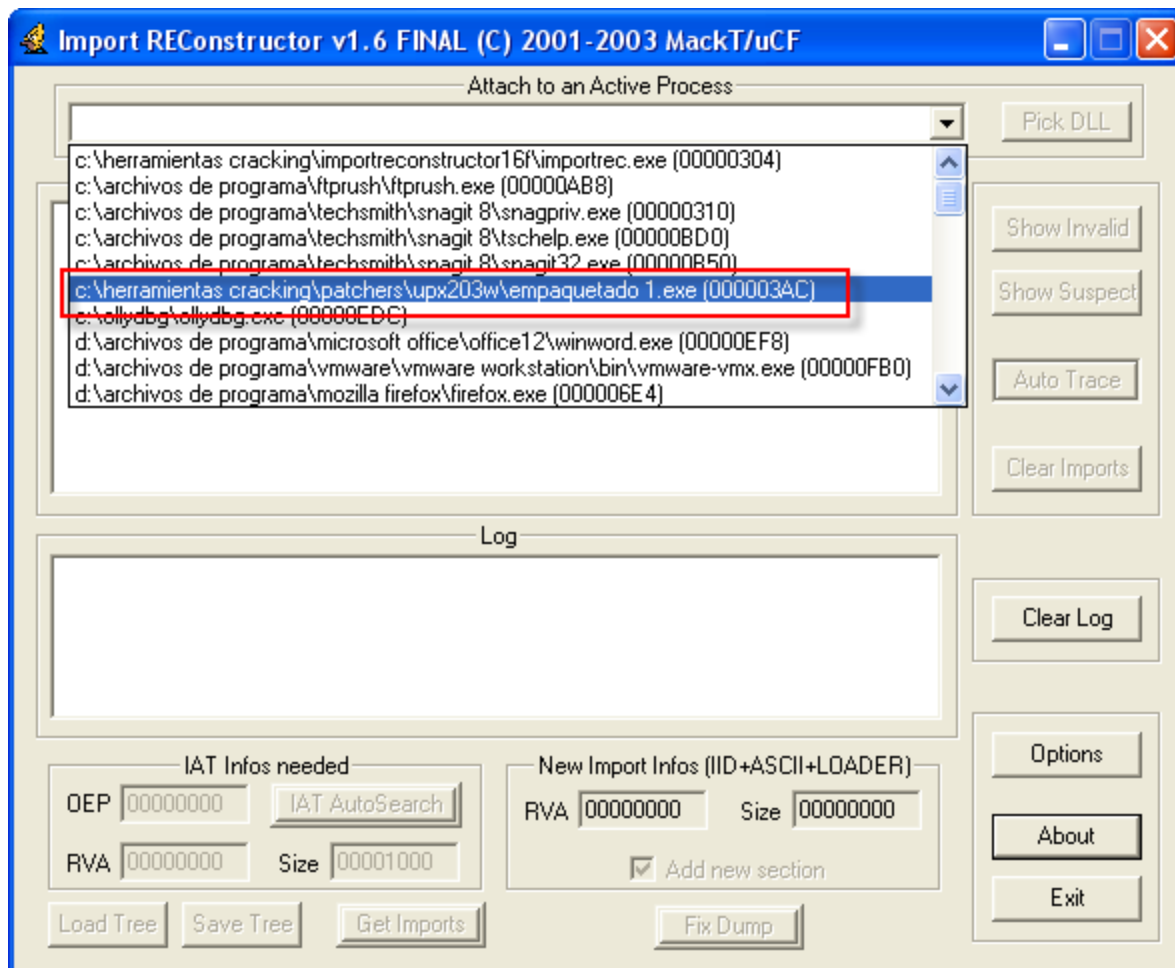 Import REConstructor v1.6 FINAL (C) 2001-2003 MackT/uCF
Attach to an Active Process
Pick DLL
c:\herramientas cracking\importreconstructor16f\importrec.exe (00000304)
c:\archivos de programa\ftprush\ftprush.exe (00000AB8)
c:\archivos de programa\techsmith\snagit 8\snagpriv.exe (00000310)
c:\archivos de programa\techsmith\snagit 8\tschelp.exe (00000BD0)
c:\archivos de programa\techsmith\snagit 8\snagit32.exe (00000B50)
c:\herramientas cracking\patchers\upx203w\empaquetado 1.exe (000003AC)
c:\ollydbg\ollydbg.exe (00000EDC)
d:\archivos de programa\microsoft office\office12\winword.exe (00000EF8)
d:\archivos de programa\vmware\vmware workstation\bin\vmware-vmx.exe (00000FB0)
d:\archivos de programa\mozilla firefox\firefox.exe (000006E4)
Show Invalid
Show Suspect
Auto Trace
Clear Imports
Log
Clear Log
IAT Infos needed
OEP 00000000 IAT AutoSearch
RVA 00000000 Size 00001000
New Import Infos (IID+ASCII+LOADER)
RVA 00000000 Size 00000000
Add new section
Load Tree Save Tree Get Imports Fix Dump
Options
About
Exit